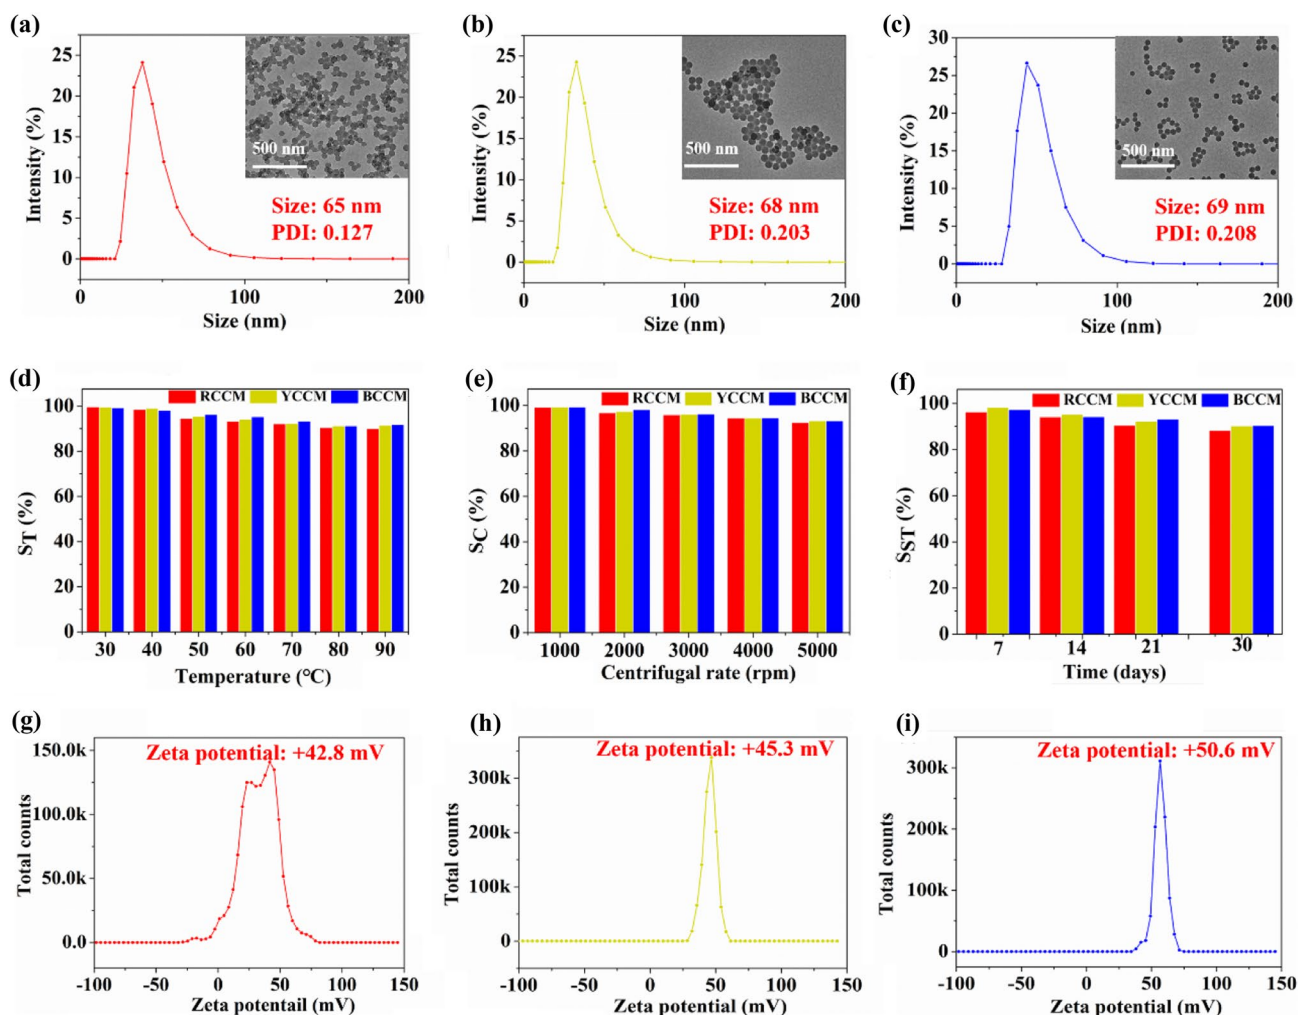 (a)
25
20
15
10
5
0
Intensity (%)
500 nm
Size: 65 nm
PDI: 0.127
0 100 200
Size (nm)
(b)
25
20
15
10
5
0
Intensity (%)
500 nm
Size: 68 nm
PDI: 0.203
0 100 200
Size (nm)
(c)
30
25
20
15
10
5
0
Intensity (%)
500 nm
Size: 69 nm
PDI: 0.208
0 100 200
Size (nm)
(d)
RCCM YCCM BCCM
100
80
60
40
20
0
ST (%)
30 40 50 60 70 80 90
Temperature (°C)
(e)
RCCM YCCM BCCM
100
80
60
40
20
0
SC (%)
1000 2000 3000 4000 5000
Centrifugal rate (rpm)
(f)
RCCM YCCM BCCM
100
80
60
40
20
0
SST (%)
7 14 21 30
Time (days)
(g)
Zeta potential: +42.8 mV
150.0k
100.0k
50.0k
0.0
Total counts
-100 -50 0 50 100 150
Zeta potentail (mV)
(h)
Zeta potential: +45.3 mV
300k
200k
100k
0
Total counts
-100 -50 0 50 100 150
Zeta potential (mV)
(i)
Zeta potential: +50.6 mV
300k
200k
100k
0
Total counts
-100 -50 0 50 100 150
Zeta potential (mV)